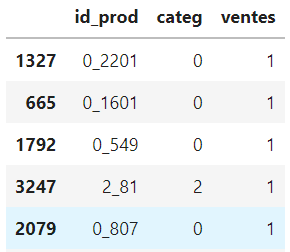 id_prod categ ventes
1327 0_2201 0 1
665 0_1601 0 1
1792 0_549 0 1
3247 2_81 2 1
2079 0_807 0 1